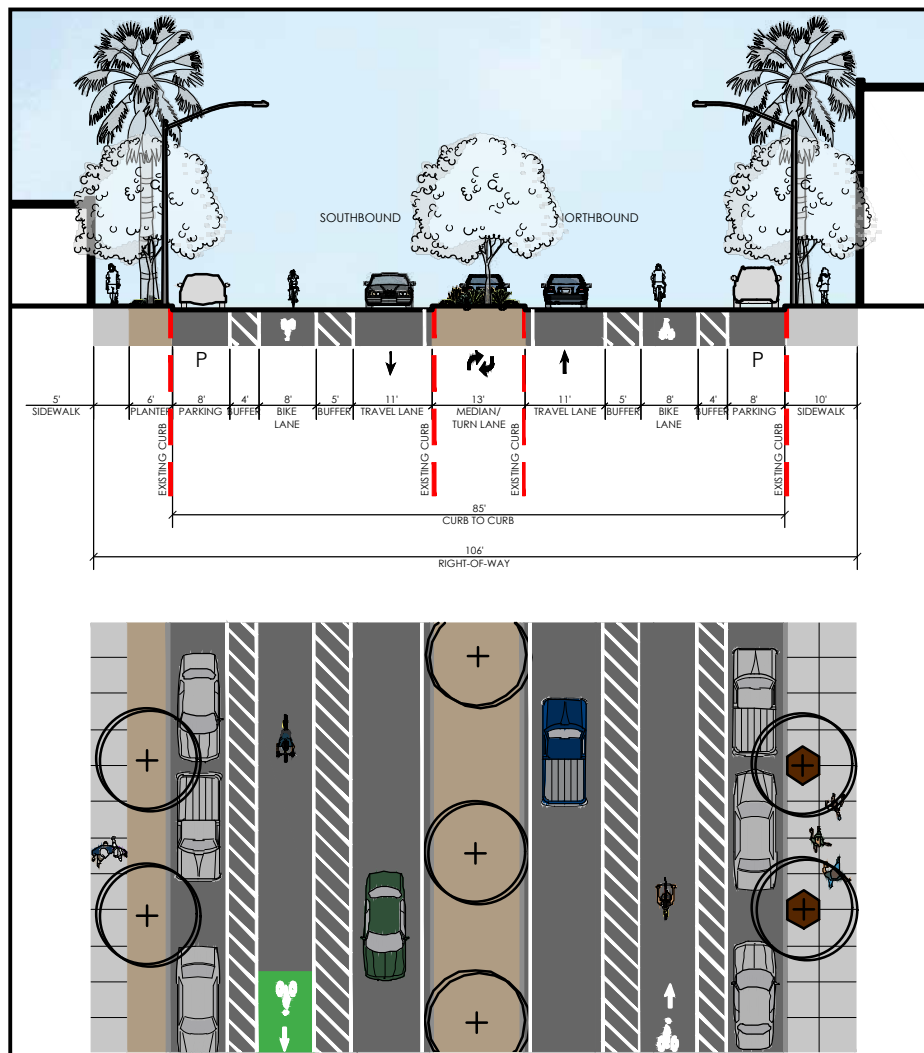 SOUTHBOUND
NORTHBOUND
P
P
5' 6' 8' 4' 8' 5' 11' 13' 11' 5' 8' 4' 8' 10'
SIDEWALK PLANTER PARKING BUFFER BIKE BUFFER TRAVEL LANE MEDIAN/ TRAVEL LANE BUFFER BIKE BUFFER PARKING SIDEWALK
LANE TURN LANE LANE
EXISTING CURB
EXISTING CURB
EXISTING CURB
EXISTING CURB
85'
CURB TO CURB
106'
RIGHT-OF-WAY